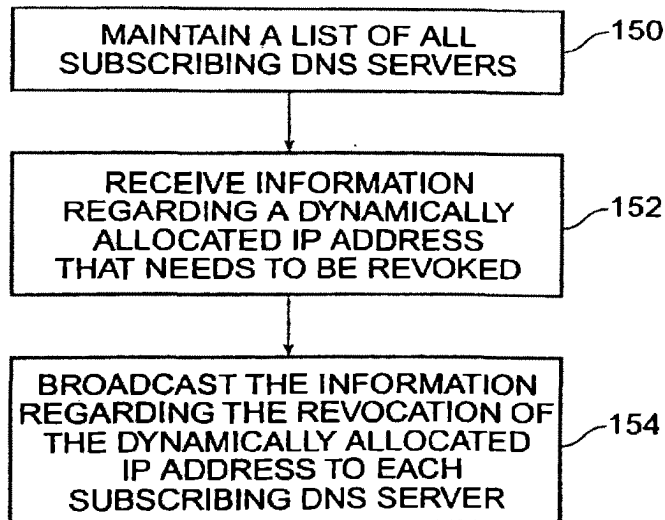 MAINTAIN A LIST OF ALL
SUBSCRIBING DNS SERVERS
150
RECEIVE INFORMATION
REGARDING A DYNAMICALLY
ALLOCATED IP ADDRESS
THAT NEEDS TO BE REVOKED
152
BROADCAST THE INFORMATION
REGARDING THE REVOCATION OF
THE DYNAMICALLY ALLOCATED
IP ADDRESS TO EACH
SUBSCRIBING DNS SERVER
154